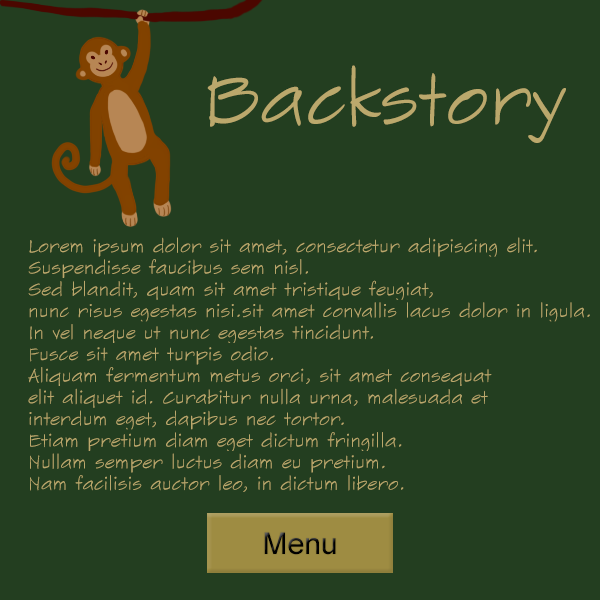 Backstory
Lorem ipsum dolor sit amet, consectetur adipiscing elit.
Suspendisse faucibus sem nisl.
Sed blandit, quam sit amet tristique feugiat,
nunc risus egestas nisi.sit amet convallis lacus dolor in ligula.
In vel neque ut nunc egestas tincidunt.
Fusce sit amet turpis odio.
Aliquam fermentum metus orci, sit amet consequat
elit aliquet id. Curabitur nulla urna, malesuada et
interdum eget, dapibus nec tortor.
Etiam pretium diam eget dictum fringilla.
Nullam semper luctus diam eu pretium.
Nam facilisis auctor leo, in dictum libero.
Menu